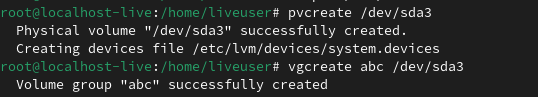 root@localhost-live:/home/liveuser# pvcreate /dev/sda3
Physical volume "/dev/sda3" successfully created.
Creating devices file /etc/lvm/devices/system.devices
root@localhost-live:/home/liveuser# vgcreate abc /dev/sda3
Volume group "abc" successfully created